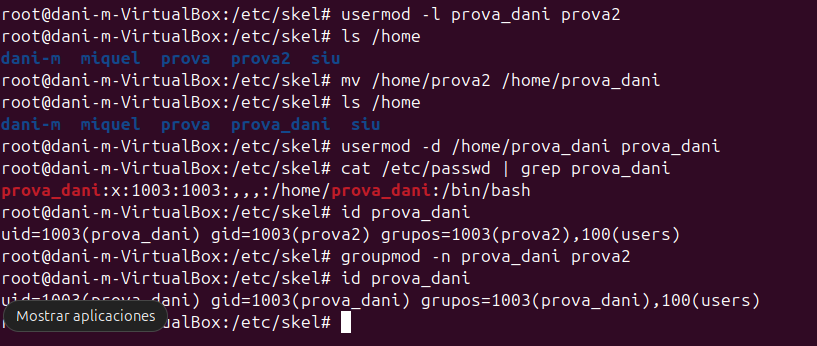 root@dani-m-VirtualBox:/etc/skel# usermod -l prova_dani prova2
root@dani-m-VirtualBox:/etc/skel# ls /home
dani-m  miquel  prova  prova2  siu
root@dani-m-VirtualBox:/etc/skel# mv /home/prova2 /home/prova_dani
root@dani-m-VirtualBox:/etc/skel# ls /home
dani-m  miquel  prova  prova_dani  siu
root@dani-m-VirtualBox:/etc/skel# usermod -d /home/prova_dani prova_dani
root@dani-m-VirtualBox:/etc/skel# cat /etc/passwd | grep prova_dani
prova_dani:x:1003:1003:,,,:/home/prova_dani:/bin/bash
root@dani-m-VirtualBox:/etc/skel# id prova_dani
uid=1003(prova_dani) gid=1003(prova2) grupos=1003(prova2),100(users)
root@dani-m-VirtualBox:/etc/skel# groupmod -n prova_dani prova2
root@dani-m-VirtualBox:/etc/skel# id prova_dani
uid=1003(prova_dani) gid=1003(prova_dani) grupos=1003(prova_dani),100(users)
Mostrar aplicaciones
:/etc/skel#